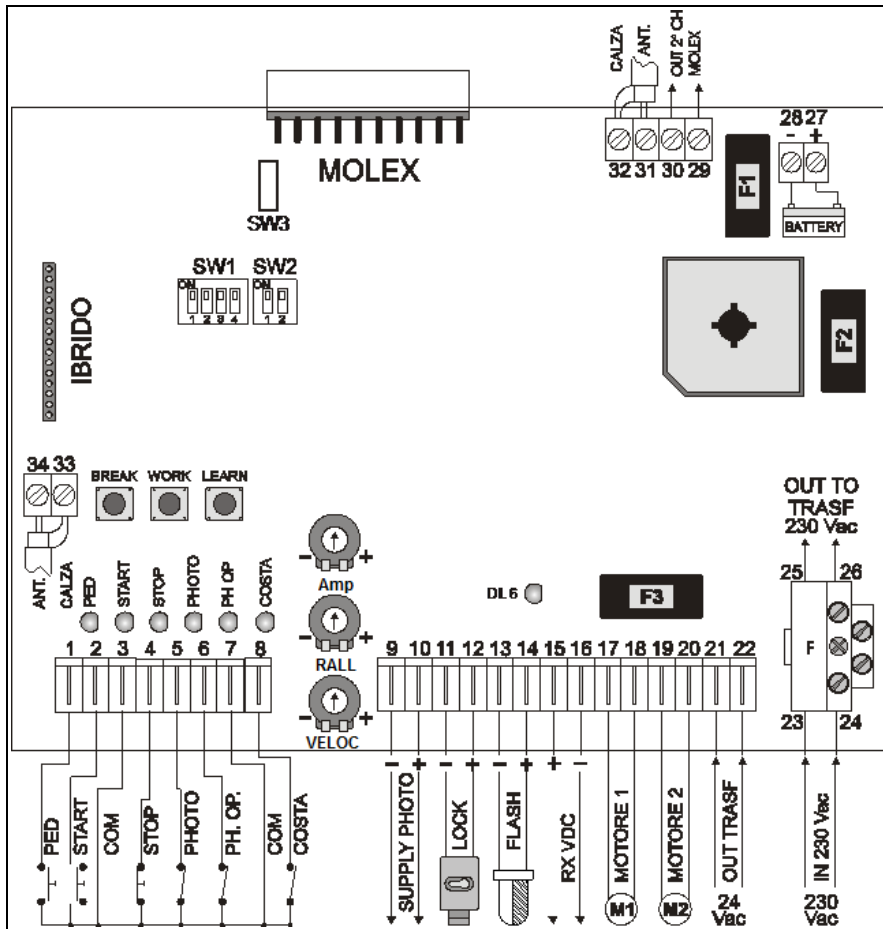 CALZA
ANT.
OUT 2° CH
MOLEX
28 27
- +
32 31 30 29
MOLEX
F1
BATTERY
SW3
SW1 SW2
ON ON
1 2 3 4 1 2
IBRIDO
F2
34 33
BREAK WORK LEARN
OUT TO
TRASF
230 Vac
ANT.
CALZA
PED
START
STOP
PHOTO
PH OP
COSTA
- +
Amp
DL6
F3
25 26
- +
RALL
F
1 2 3 4 5 6 7 8
9 10 11 12 13 14 15 16 17 18 19 20 21 22
- +
VELOC
23 24
- + - + - + + -
PED
START
COM
STOP
PHOTO
PH. OP.
COM
COSTA
SUPPLY PHOTO
LOCK
FLASH
RX VDC
MOTORE 1
MOTORE 2
OUT TRASF
IN 230 Vac
M1
M2
24
Vac
230
Vac